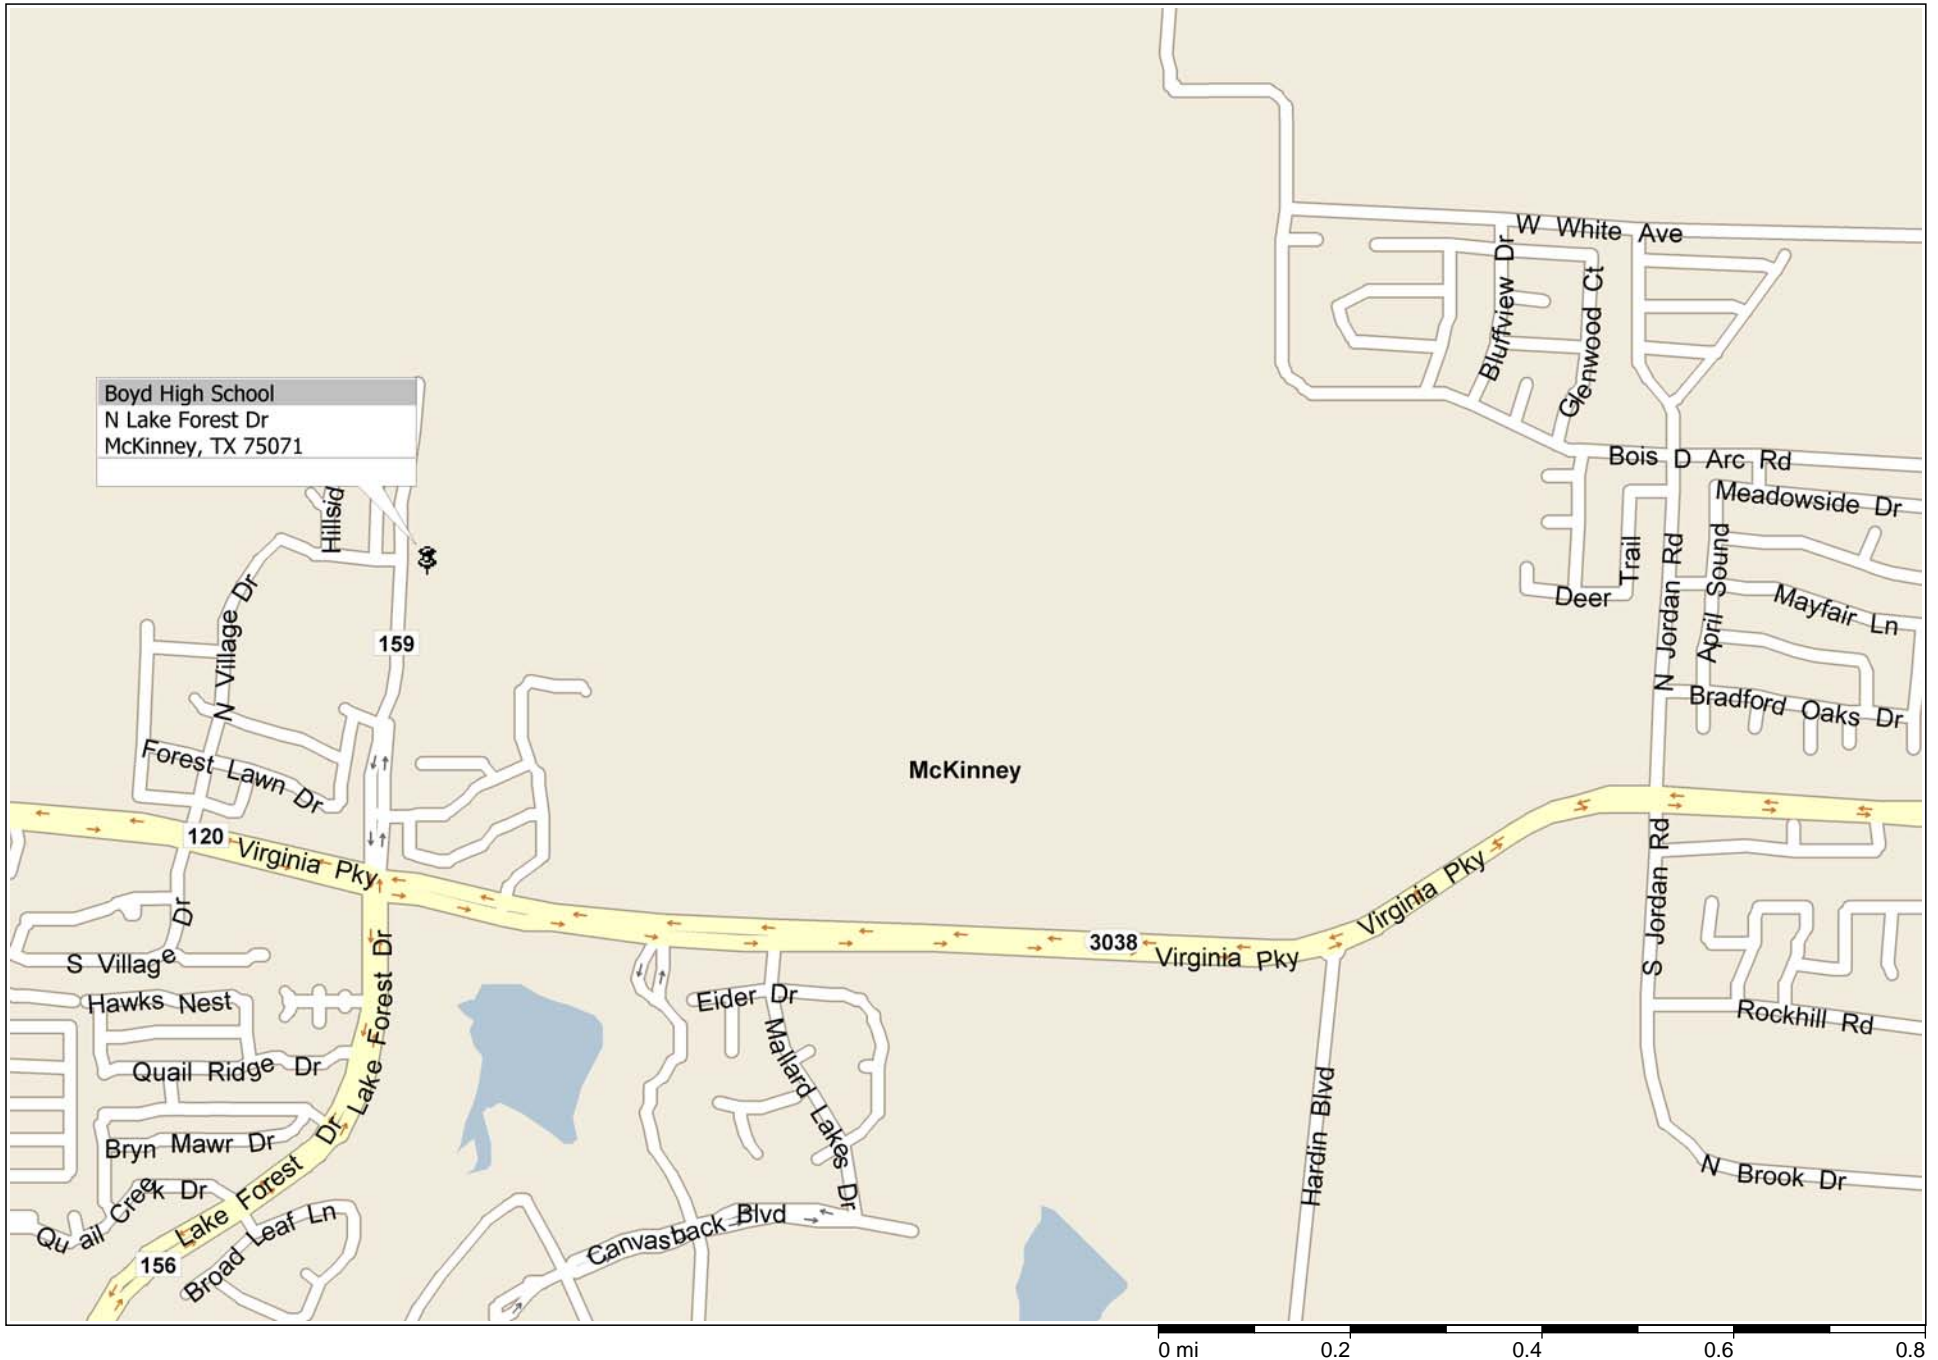 W White Ave
Bluffview Dr
Glenwood Ct
Boyd High School
N Lake Forest Dr
McKinney, TX 75071
Bois D Arc Rd
Meadowside Dr
Hillsid
Trail
Deer
N Jordan Rd
April Sound
Mayfair Ln
N Village Dr
159
Bradford Oaks Dr
Forest Lawn Dr
McKinney
120
Virginia Pky
Virginia Pky
S Jordan Rd
Dr
3038
Virginia Pky
S Village
Lake Forest Dr
Hawks Nest
Eider Dr
Mallard Lakes Dr
Rockhill Rd
Quail Ridge Dr
Hardin Blvd
Bryn Mawr Dr
Quail Creek Dr
Lake Forest Dr
N Brook Dr
Broad Leaf Ln
Canvasback Blvd
156
0 mi 0.2 0.4 0.6 0.8